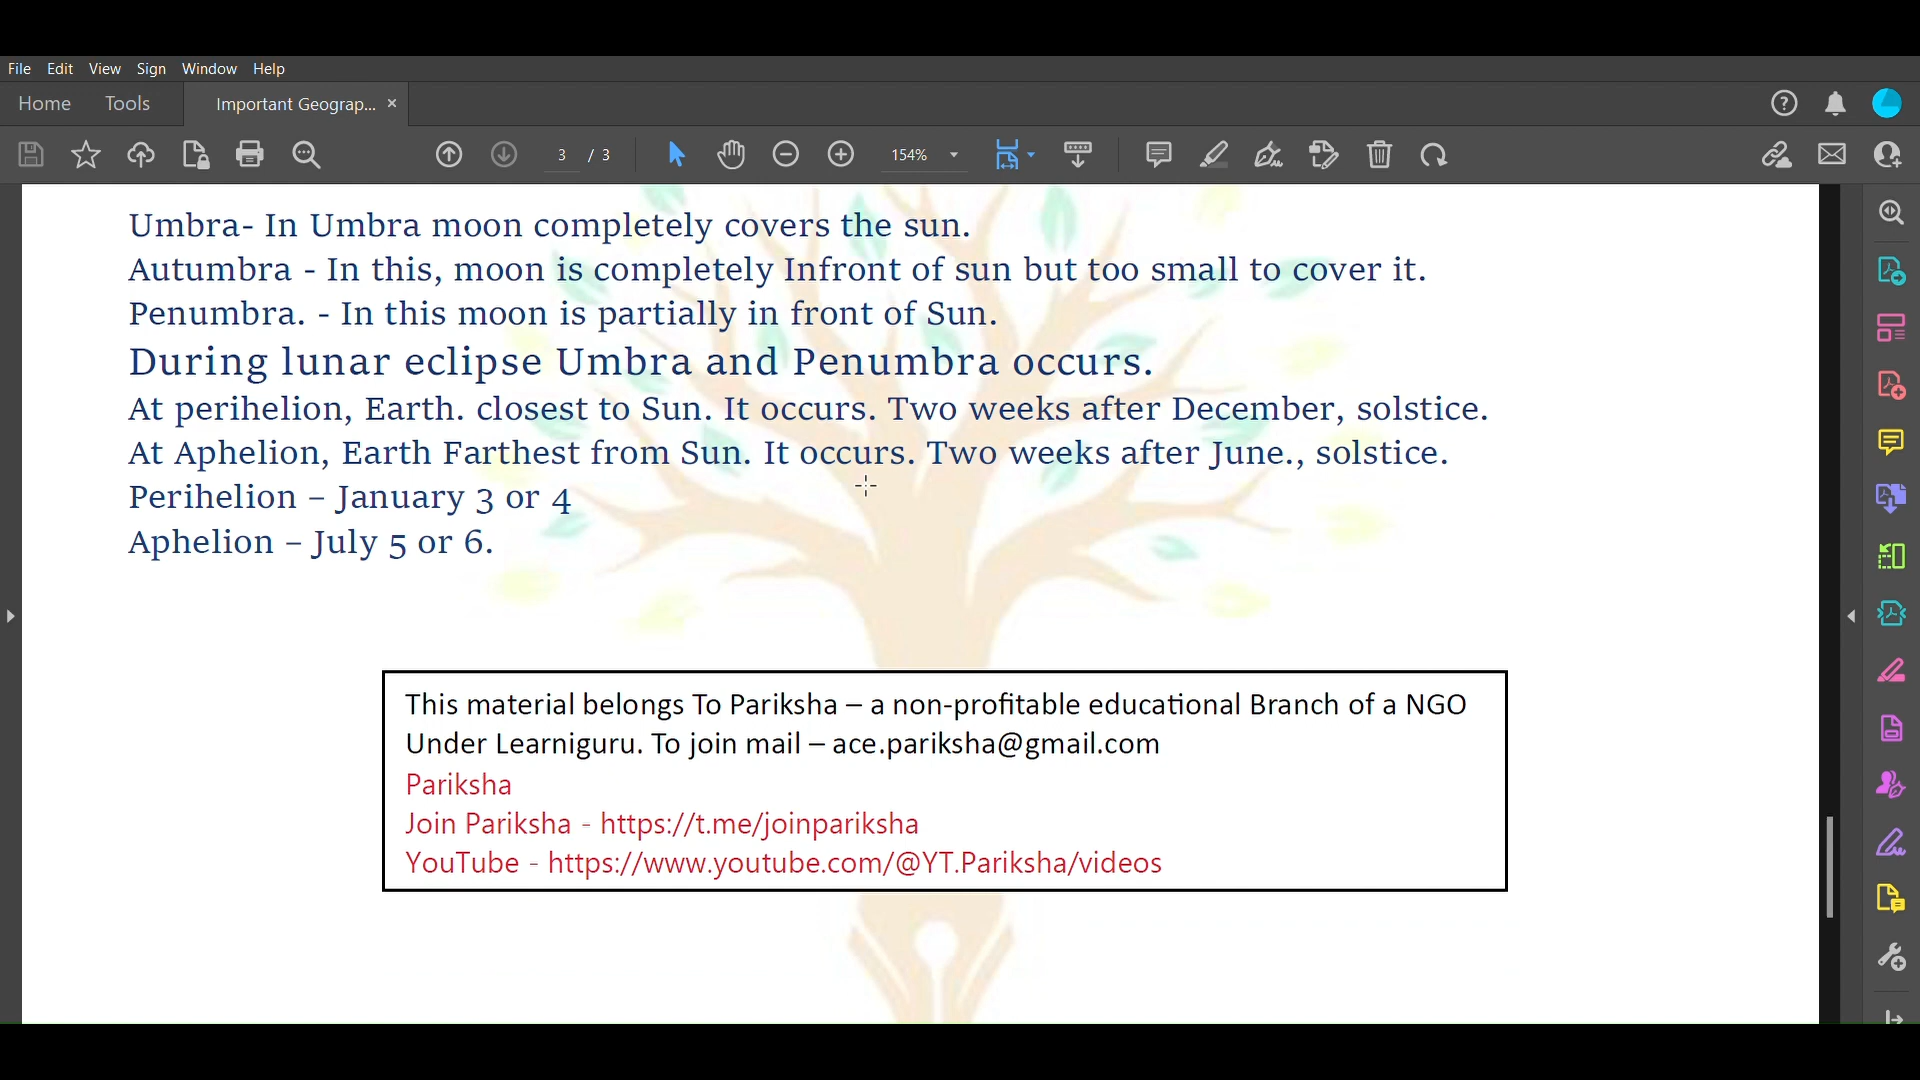 File Edit View Sign Window Help
Home Tools Important Geograp... ×
3 / 3 154%
Umbra- In Umbra moon completely covers the sun.
Autumbra - In this, moon is completely Infront of sun but too small to cover it.
Penumbra. - In this moon is partially in front of Sun.
During lunar eclipse Umbra and Penumbra occurs.
At perihelion, Earth. closest to Sun. It occurs. Two weeks after December, solstice.
At Aphelion, Earth Farthest from Sun. It occurs. Two weeks after June., solstice.
Perihelion – January 3 or 4
Aphelion – July 5 or 6.
This material belongs To Pariksha – a non-profitable educational Branch of a NGO
Under Learniguru. To join mail – ace.pariksha@gmail.com
Pariksha
Join Pariksha - https://t.me/joinpariksha
YouTube - https://www.youtube.com/@YT.Pariksha/videos